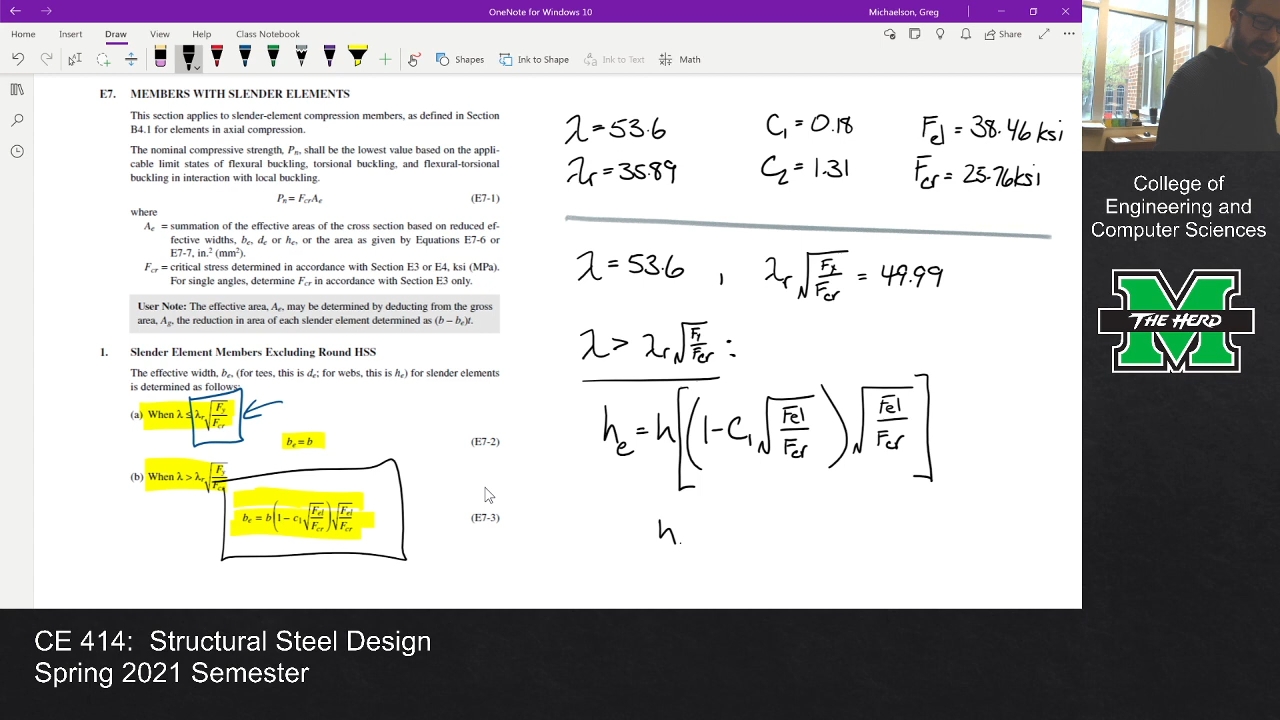 OneNote for Windows 10
Michaelson, Greg
Home Insert Draw View Help Class Notebook
Share
Shapes Ink to Shape Ink to Text Math
E7. MEMBERS WITH SLENDER ELEMENTS
This section applies to slender-element compression members, as defined in Section
B4.1 for elements in axial compression.
The nominal compressive strength, Pn, shall be the lowest value based on the appli-
cable limit states of flexural buckling, torsional buckling, and flexural-torsional
buckling in interaction with local buckling.
Pn = FcrAe (E7-1)
where
Ae = summation of the effective areas of the cross section based on reduced ef-
fective widths, be, de or he, or the area as given by Equations E7-6 or
E7-7, in.² (mm²).
Fcr = critical stress determined in accordance with Section E3 or E4, ksi (MPa).
For single angles, determine Fcr in accordance with Section E3 only.
User Note: The effective area, Ae, may be determined by deducting from the gross
area, Ag, the reduction in area of each slender element determined as (b – be)t.
1. Slender Element Members Excluding Round HSS
The effective width, be, (for tees, this is de; for webs, this is he) for slender elements
is determined as follows:
(a) When λ ≤ λr√(Fy/Fcr)
be = b (E7-2)
(b) When λ > λr√(Fy/Fcr)
be = b(1 – c1√(Fel/Fcr))√(Fel/Fcr) (E7-3)
λ = 53.6 C1 = 0.18 Fel = 38.46 ksi
λr = 35.89 C2 = 1.31 Fcr = 25.76 ksi
λ = 53.6 , λr√(Fy/Fcr) = 49.99
λ > λr√(Fy/Fcr) :
he = h[(1 - C1√(Fel/Fcr))√(Fel/Fcr)]
h.
College of
Engineering and
Computer Sciences
M
THE HERD
CE 414: Structural Steel Design
Spring 2021 Semester